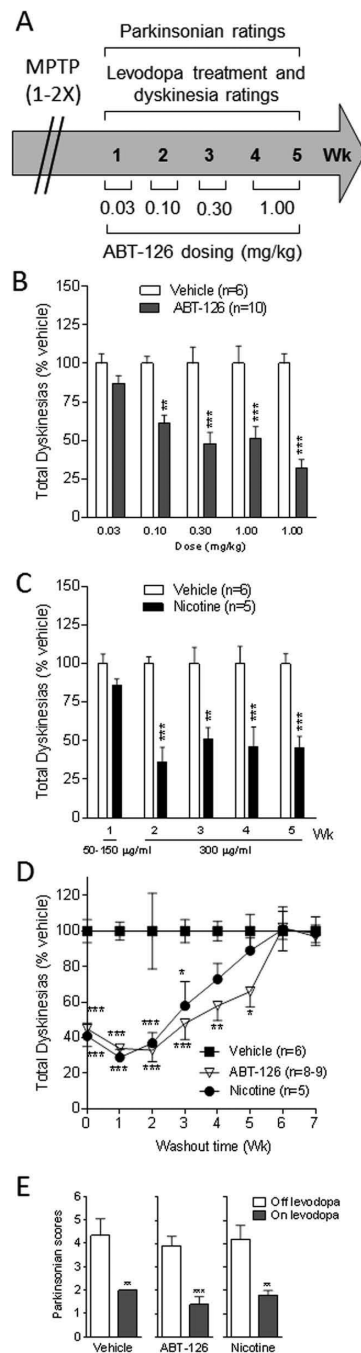 A
Parkinsonian ratings
MPTP
(1-2X)
Levodopa treatment and
dyskinesia ratings
1 2 3 4 5 Wk
0.03 0.10 0.30 1.00
ABT-126 dosing (mg/kg)
B
Vehicle (n=6)
ABT-126 (n=10)
Total Dyskinesias (% vehicle)
150
125
100
75
50
25
0
** *** *** ***
0.03 0.10 0.30 1.00 1.00
Dose (mg/kg)
C
Vehicle (n=6)
Nicotine (n=5)
Total Dyskinesias (% vehicle)
150
100
50
0
*** ** *** ***
1 2 3 4 5 Wk
50-150 µg/ml 300 µg/ml
D
Total Dyskinesias (% vehicle)
120
100
80
60
40
20
0
*** *** *** *
*** *** *** *** ** *
Vehicle (n=6)
ABT-126 (n=8-9)
Nicotine (n=5)
0 1 2 3 4 5 6 7
Washout time (Wk)
E
Off levodopa
On levodopa
Parkinson scores
5
4
3
2
1
0
** *** **
Vehicle ABT-126 Nicotine